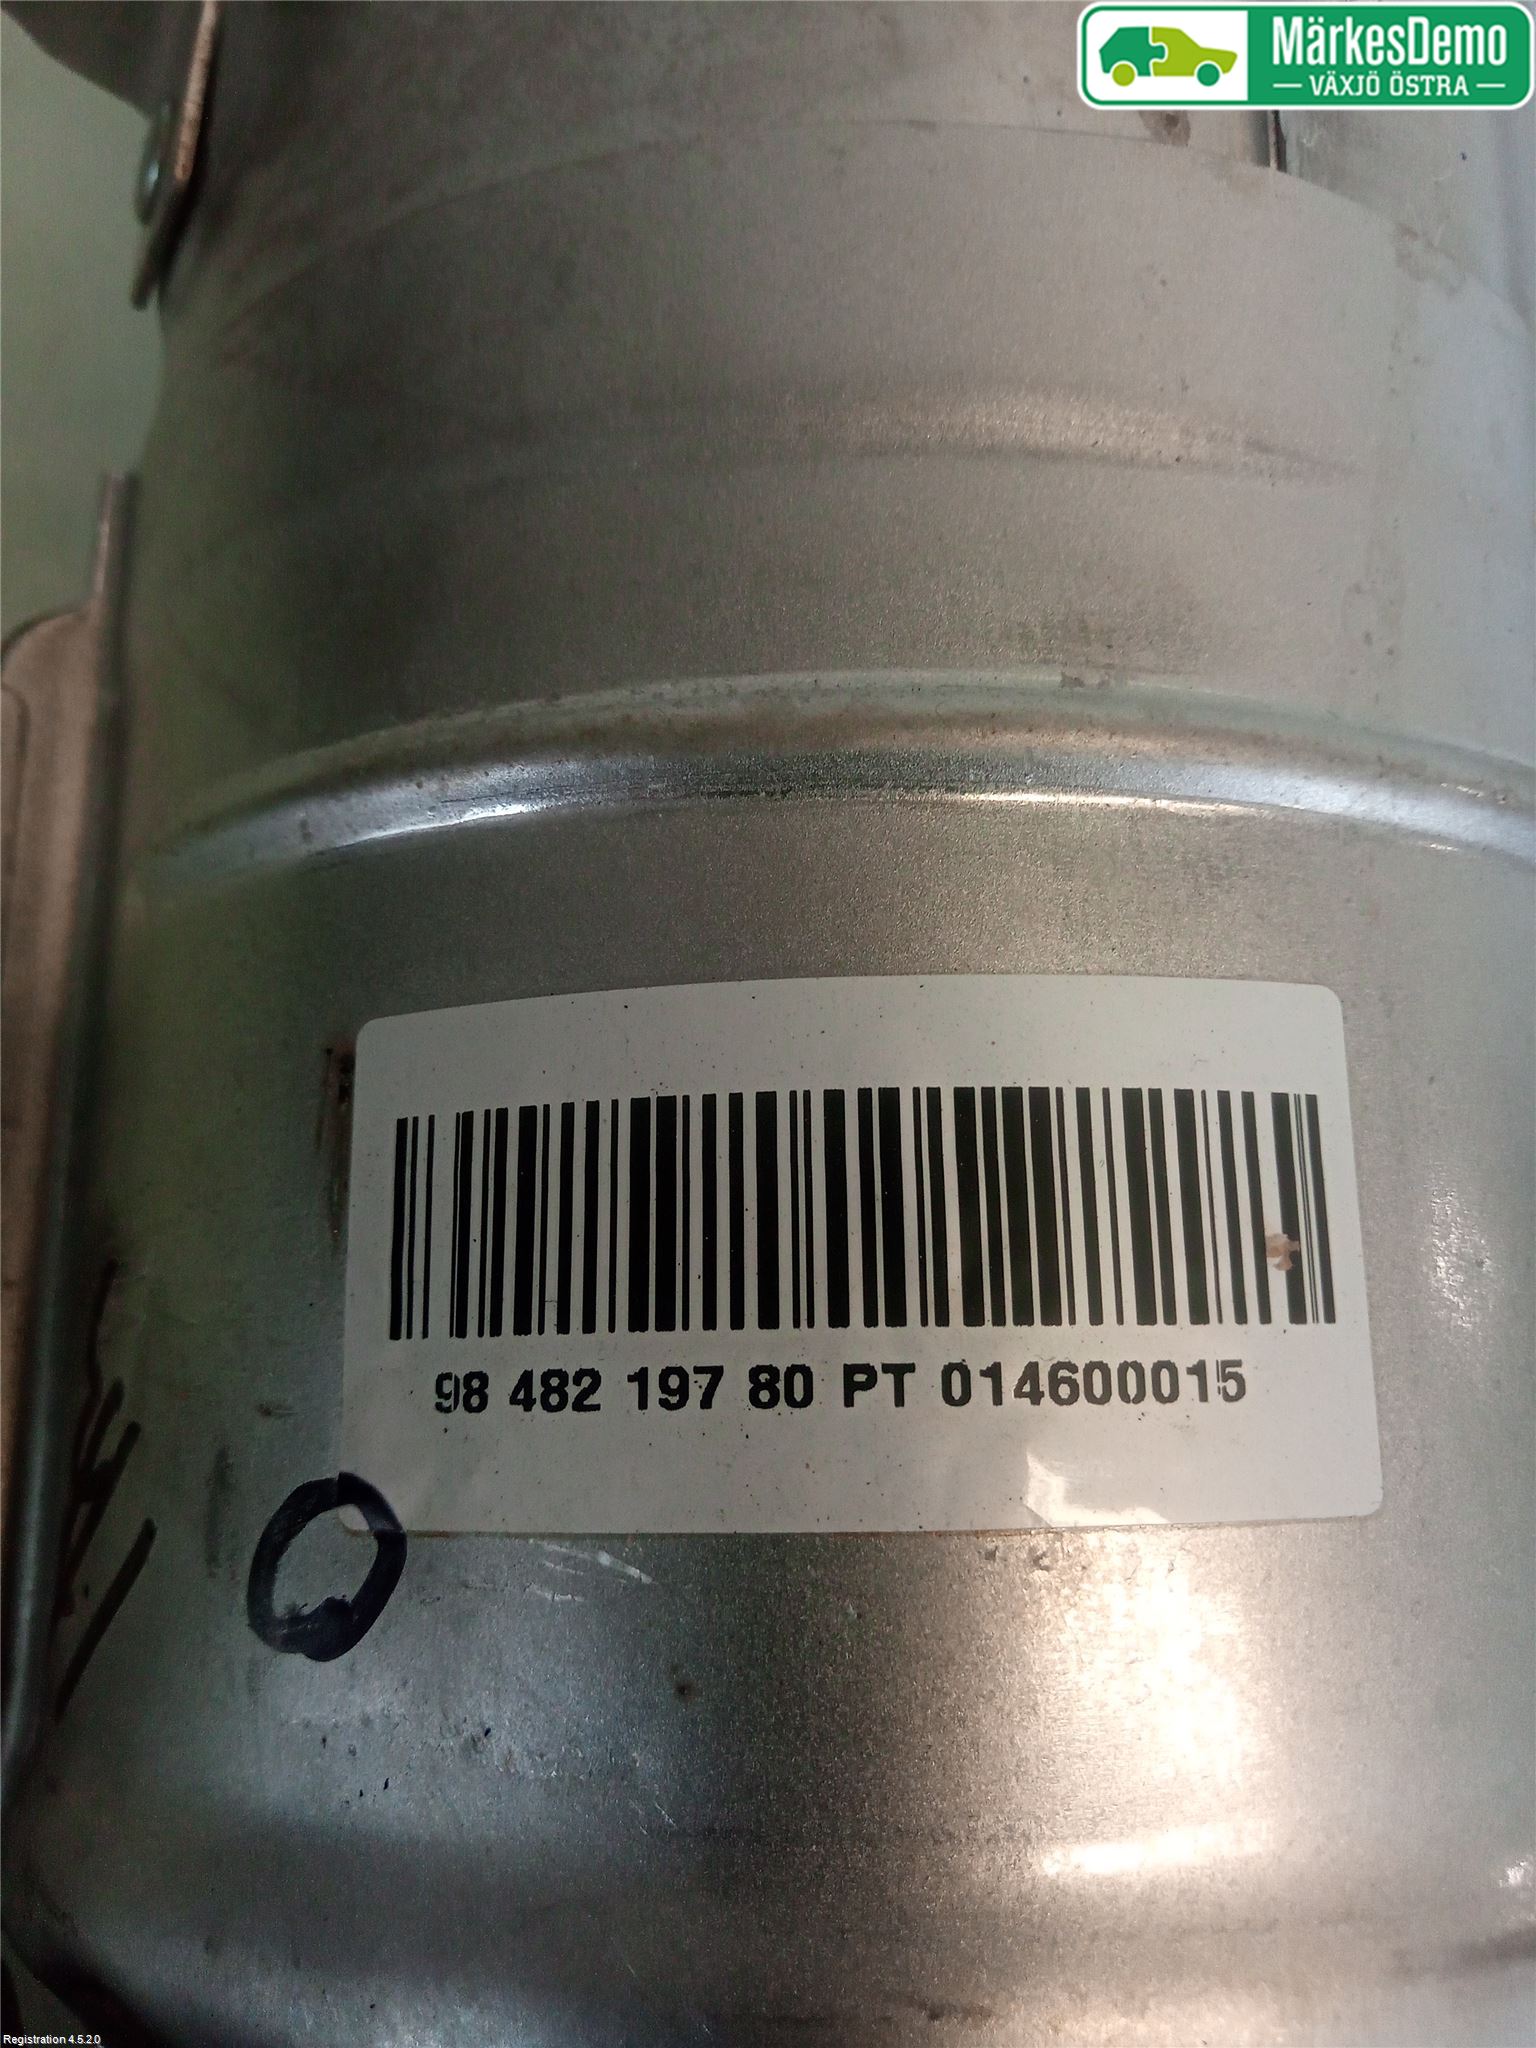 MärkesDemo
VÄXJÖ ÖSTRA
98 482 197 80 PT 014600015
Registration 4.5.2.0